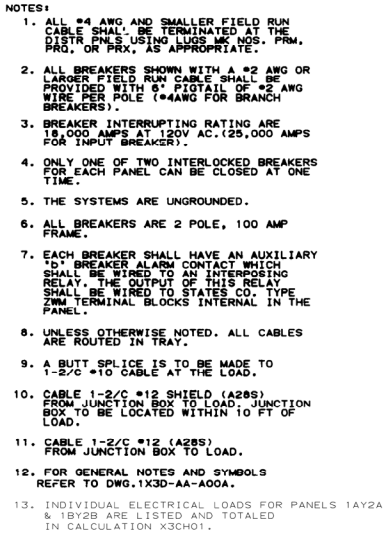 NOTES:
1. ALL #4 AWG AND SMALLER FIELD RUN
CABLE SHALL BE TERMINATED AT THE
DISTR PNLS USING LUGS MK NOS. PRM,
PRQ, OR PRX, AS APPROPRIATE.
2. ALL BREAKERS SHOWN WITH A #2 AWG OR
LARGER FIELD RUN CABLE SHALL BE
PROVIDED WITH 6' PIGTAIL OF #2 AWG
WIRE PER POLE (#4AWG FOR BRANCH
BREAKERS).
3. BREAKER INTERRUPTING RATING ARE
18,000 AMPS AT 120V AC.(25,000 AMPS
FOR INPUT BREAKER).
4. ONLY ONE OF TWO INTERLOCKED BREAKERS
FOR EACH PANEL CAN BE CLOSED AT ONE
TIME.
5. THE SYSTEMS ARE UNGROUNDED.
6. ALL BREAKERS ARE 2 POLE, 100 AMP
FRAME.
7. EACH BREAKER SHALL HAVE AN AUXILIARY
"b" BREAKER ALARM CONTACT WHICH
SHALL BE WIRED TO AN INTERPOSING
RELAY. THE OUTPUT OF THIS RELAY
SHALL BE WIRED TO STATES CO. TYPE
ZWM TERMINAL BLOCKS INTERNAL IN THE
PANEL.
8. UNLESS OTHERWISE NOTED. ALL CABLES
ARE ROUTED IN TRAY.
9. A BUTT SPLICE IS TO BE MADE TO
1-2/C #10 CABLE AT THE LOAD.
10. CABLE 1-2/C #12 SHIELD (A28S)
FROM JUNCTION BOX TO LOAD. JUNCTION
BOX TO BE LOCATED WITHIN 10 FT OF
LOAD.
11. CABLE 1-2/C #12 (A28S)
FROM JUNCTION BOX TO LOAD.
12. FOR GENERAL NOTES AND SYMBOLS
REFER TO DWG.1X3D-AA-A00A.
13. INDIVIDUAL ELECTRICAL LOADS FOR PANELS 1AY2A
& 1BY2B ARE LISTED AND TOTALED
IN CALCULATION X3CH01.